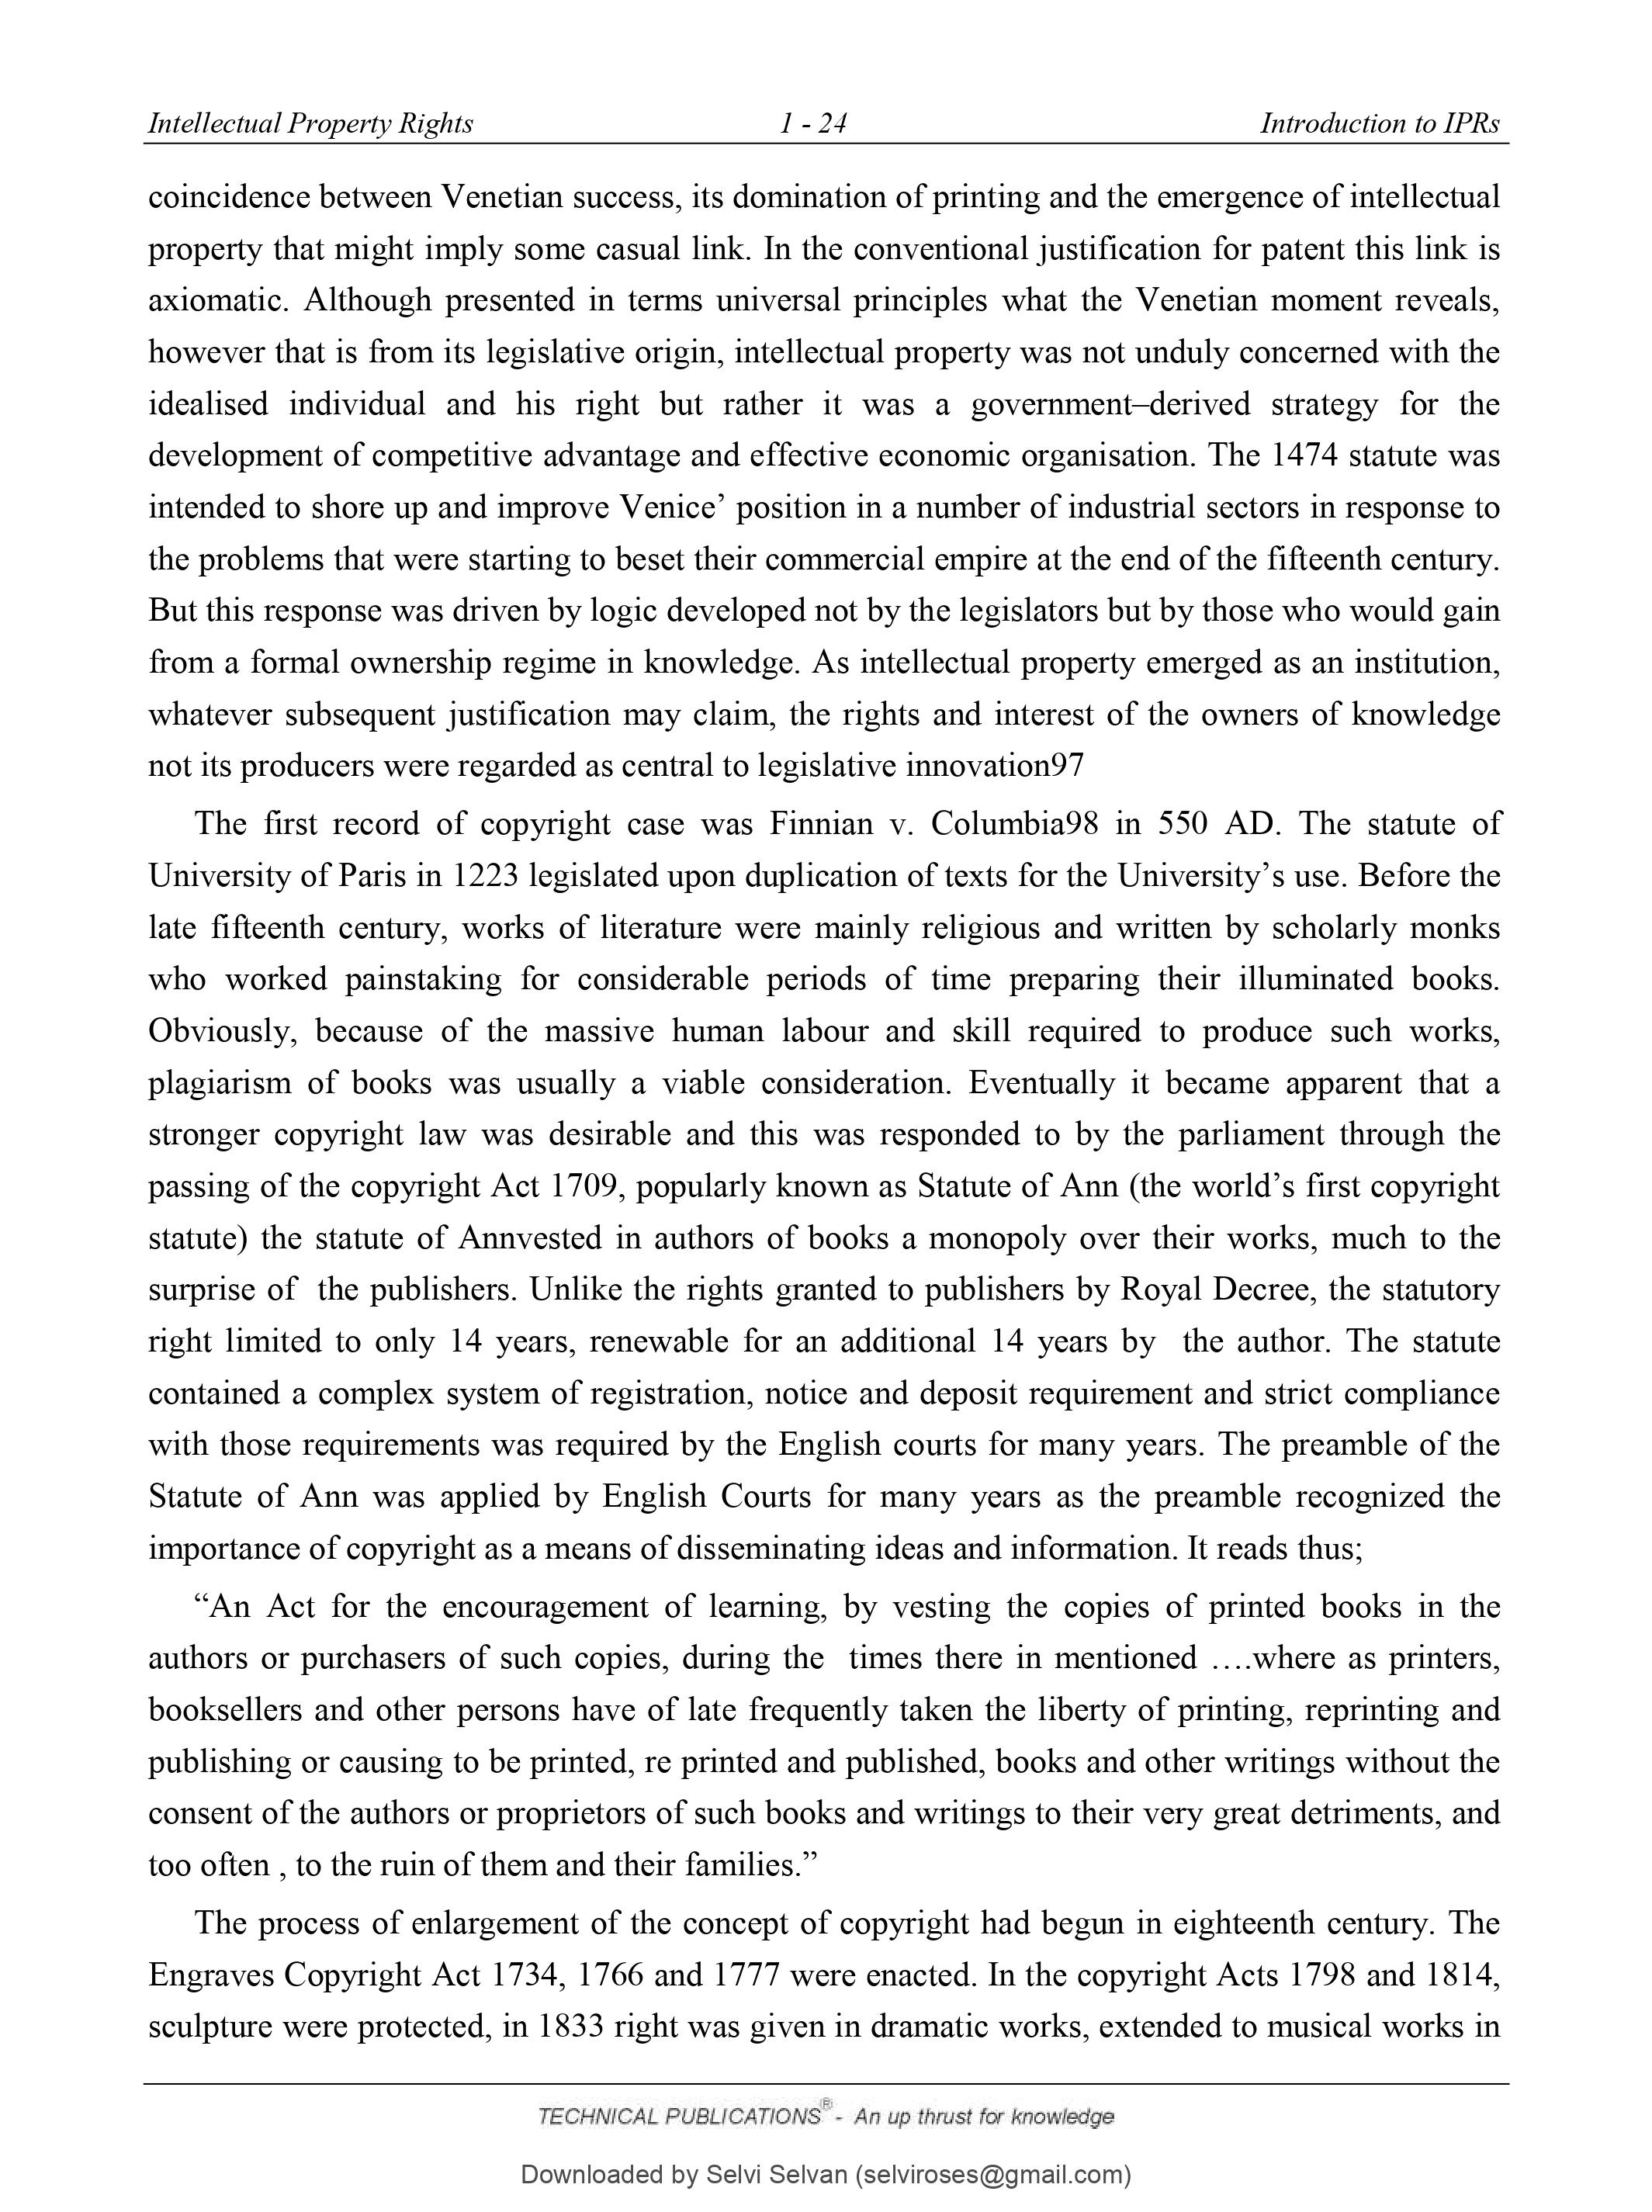 Intellectual Property Rights 1 - 24 Introduction to IPRs
coincidence between Venetian success, its domination of printing and the emergence of intellectual
property that might imply some casual link. In the conventional justification for patent this link is
axiomatic. Although presented in terms universal principles what the Venetian moment reveals,
however that is from its legislative origin, intellectual property was not unduly concerned with the
idealised individual and his right but rather it was a government–derived strategy for the
development of competitive advantage and effective economic organisation. The 1474 statute was
intended to shore up and improve Venice’ position in a number of industrial sectors in response to
the problems that were starting to beset their commercial empire at the end of the fifteenth century.
But this response was driven by logic developed not by the legislators but by those who would gain
from a formal ownership regime in knowledge. As intellectual property emerged as an institution,
whatever subsequent justification may claim, the rights and interest of the owners of knowledge
not its producers were regarded as central to legislative innovation97
The first record of copyright case was Finnian v. Columbia98 in 550 AD. The statute of
University of Paris in 1223 legislated upon duplication of texts for the University’s use. Before the
late fifteenth century, works of literature were mainly religious and written by scholarly monks
who worked painstaking for considerable periods of time preparing their illuminated books.
Obviously, because of the massive human labour and skill required to produce such works,
plagiarism of books was usually a viable consideration. Eventually it became apparent that a
stronger copyright law was desirable and this was responded to by the parliament through the
passing of the copyright Act 1709, popularly known as Statute of Ann (the world’s first copyright
statute) the statute of Annvested in authors of books a monopoly over their works, much to the
surprise of the publishers. Unlike the rights granted to publishers by Royal Decree, the statutory
right limited to only 14 years, renewable for an additional 14 years by the author. The statute
contained a complex system of registration, notice and deposit requirement and strict compliance
with those requirements was required by the English courts for many years. The preamble of the
Statute of Ann was applied by English Courts for many years as the preamble recognized the
importance of copyright as a means of disseminating ideas and information. It reads thus;
“An Act for the encouragement of learning, by vesting the copies of printed books in the
authors or purchasers of such copies, during the times there in mentioned ….where as printers,
booksellers and other persons have of late frequently taken the liberty of printing, reprinting and
publishing or causing to be printed, re printed and published, books and other writings without the
consent of the authors or proprietors of such books and writings to their very great detriments, and
too often , to the ruin of them and their families.”
The process of enlargement of the concept of copyright had begun in eighteenth century. The
Engraves Copyright Act 1734, 1766 and 1777 were enacted. In the copyright Acts 1798 and 1814,
sculpture were protected, in 1833 right was given in dramatic works, extended to musical works in
TECHNICAL PUBLICATIONS® - An up thrust for knowledge
Downloaded by Selvi Selvan (selviroses@gmail.com)